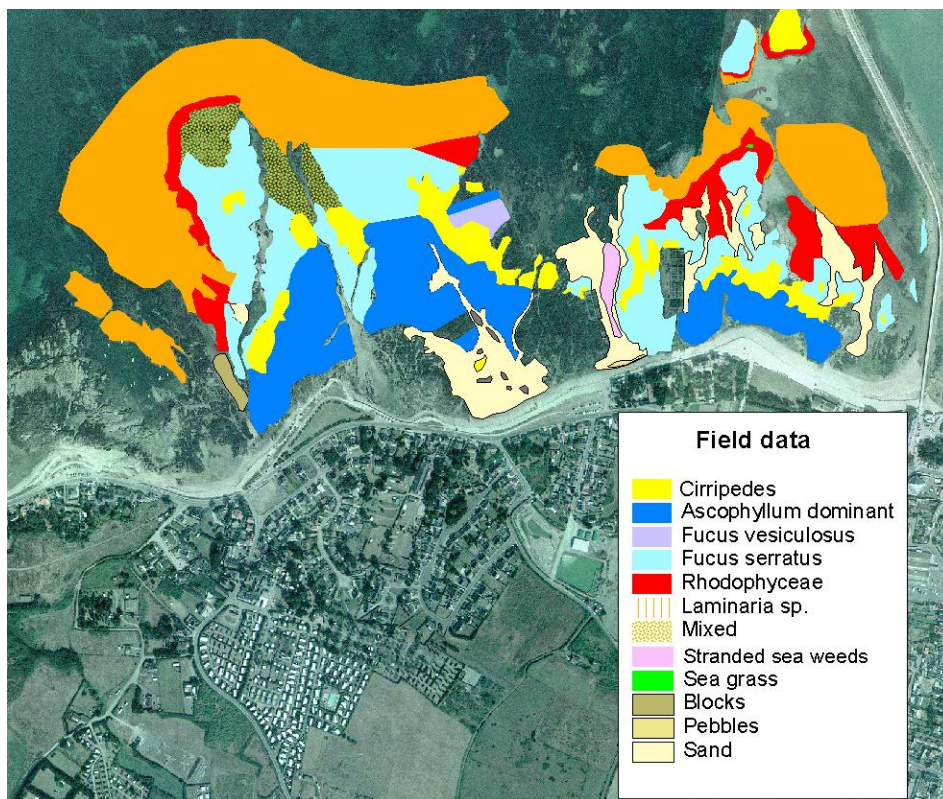 Field data
Cirripedes
Ascophyllum dominant
Fucus vesiculosus
Fucus serratus
Rhodophyceae
Laminaria sp.
Mixed
Stranded sea weeds
Sea grass
Blocks
Pebbles
Sand